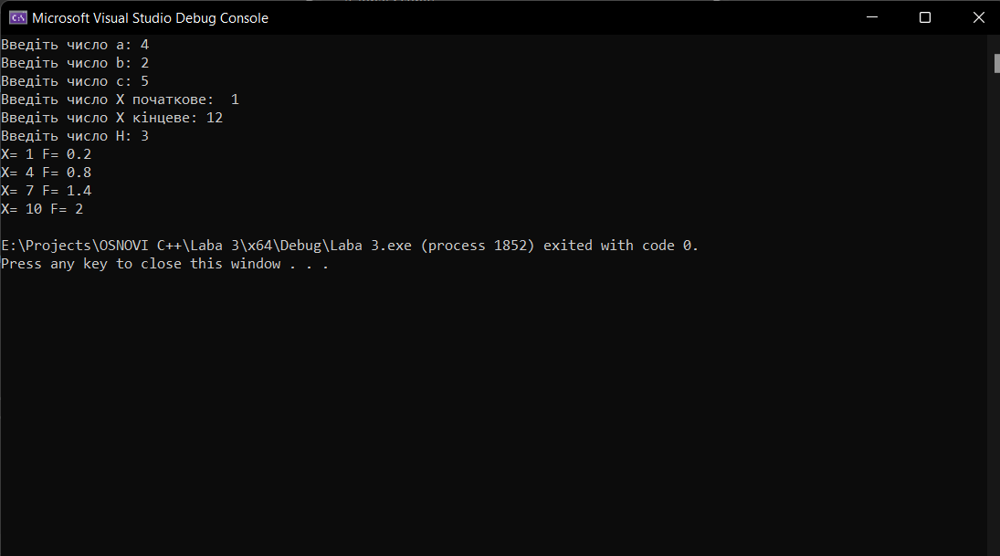 Microsoft Visual Studio Debug Console
Введіть число a: 4
Введіть число b: 2
Введіть число c: 5
Введіть число X початкове:  1
Введіть число X кінцеве: 12
Введіть число H: 3
X= 1 F= 0.2
X= 4 F= 0.8
X= 7 F= 1.4
X= 10 F= 2
E:\Projects\OSNOVI C++\Laba 3\x64\Debug\Laba 3.exe (process 1852) exited with code 0.
Press any key to close this window . . .